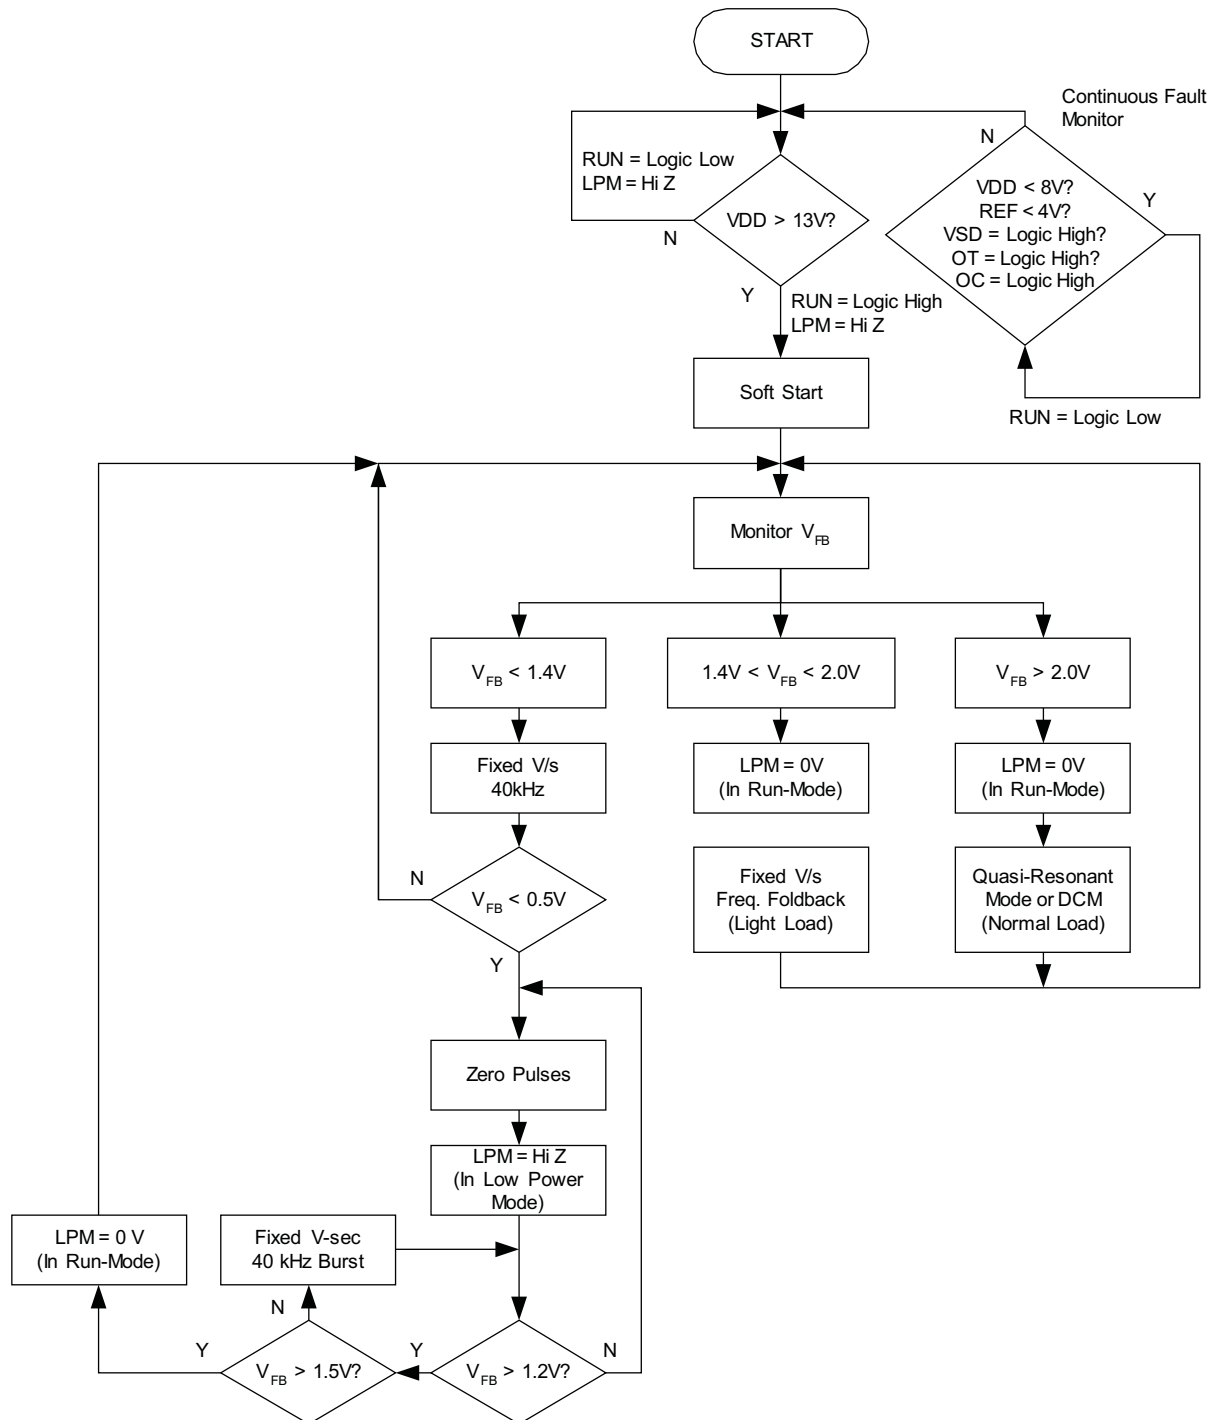 START
Continuous Fault
Monitor
RUN = Logic Low
LPM = Hi Z
N
VDD < 8V?
REF < 4V?
VSD = Logic High?
OT = Logic High?
OC = Logic High
Y
VDD > 13V?
N
Y
RUN = Logic High
LPM = Hi Z
Soft Start
RUN = Logic Low
Monitor VFB
VFB < 1.4V
1.4V < VFB < 2.0V
VFB > 2.0V
Fixed V/s
40kHz
LPM = 0V
(In Run-Mode)
LPM = 0V
(In Run-Mode)
N
VFB < 0.5V
Y
Fixed V/s
Freq. Foldback
(Light Load)
Quasi-Resonant
Mode or DCM
(Normal Load)
Zero Pulses
LPM = Hi Z
(In Low Power
Mode)
LPM = 0 V
(In Run-Mode)
Fixed V-sec
40 kHz Burst
N
Y
VFB > 1.5V?
Y
VFB > 1.2V?
N